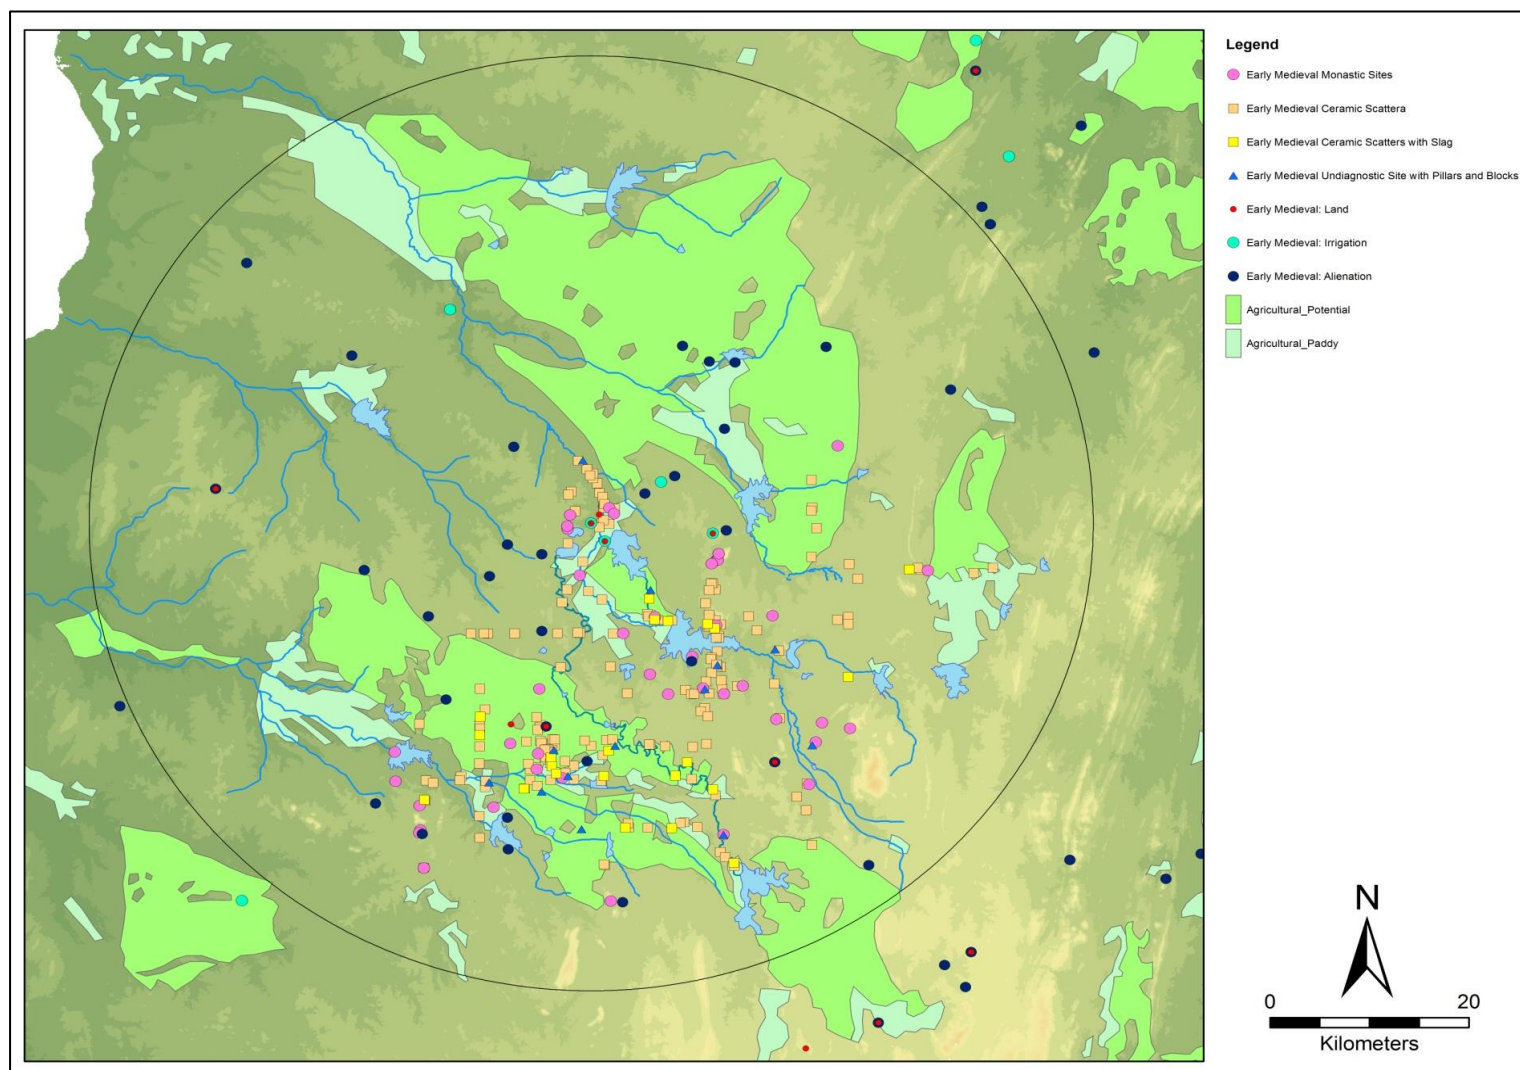 Legend
Early Medieval Monastic Sites
Early Medieval Ceramic Scattera
Early Medieval Ceramic Scatters with Slag
Early Medieval Undiagnostic Site with Pillars and Blocks
Early Medieval: Land
Early Medieval: Irrigation
Early Medieval: Alienation
Agricultural_Potential
Agricultural_Paddy
N
0 20
Kilometers